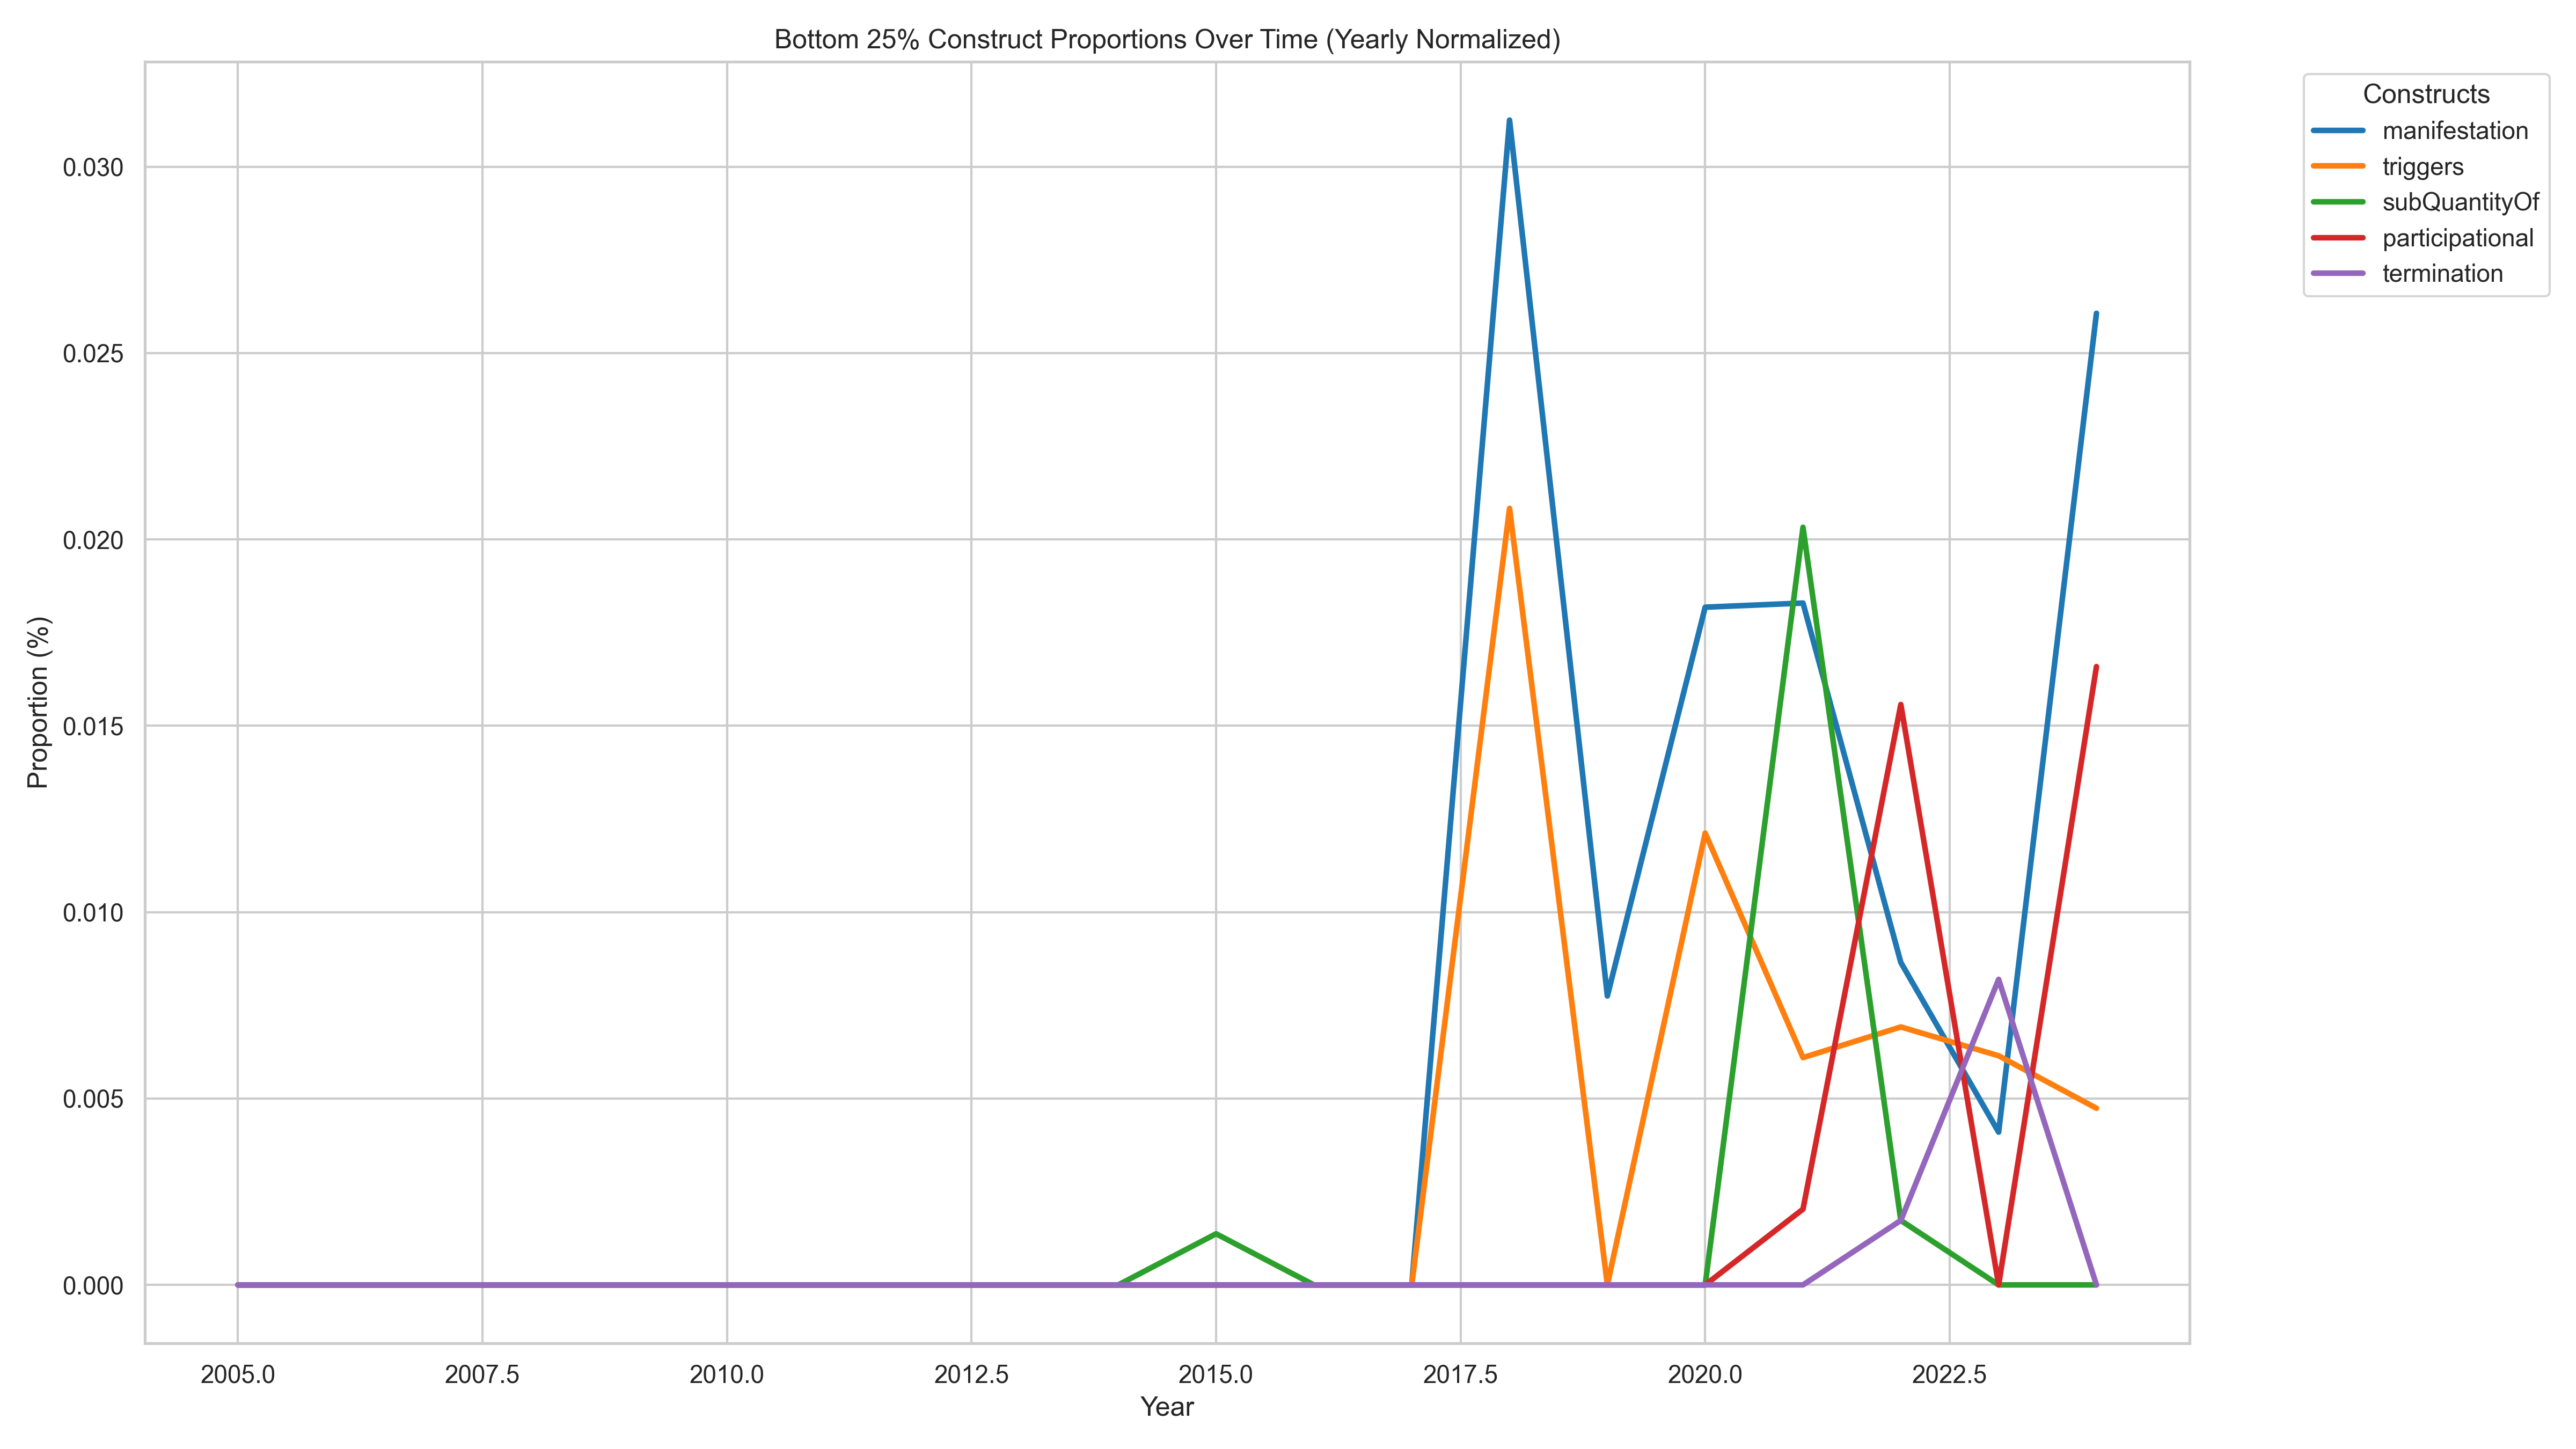 Bottom 25% Construct Proportions Over Time (Yearly Normalized)
Constructs
manifestation
triggers
subQuantityOf
participational
termination
Proportion (%)
0.030
0.025
0.020
0.015
0.010
0.005
0.000
2005.0 2007.5 2010.0 2012.5 2015.0 2017.5 2020.0 2022.5
Year